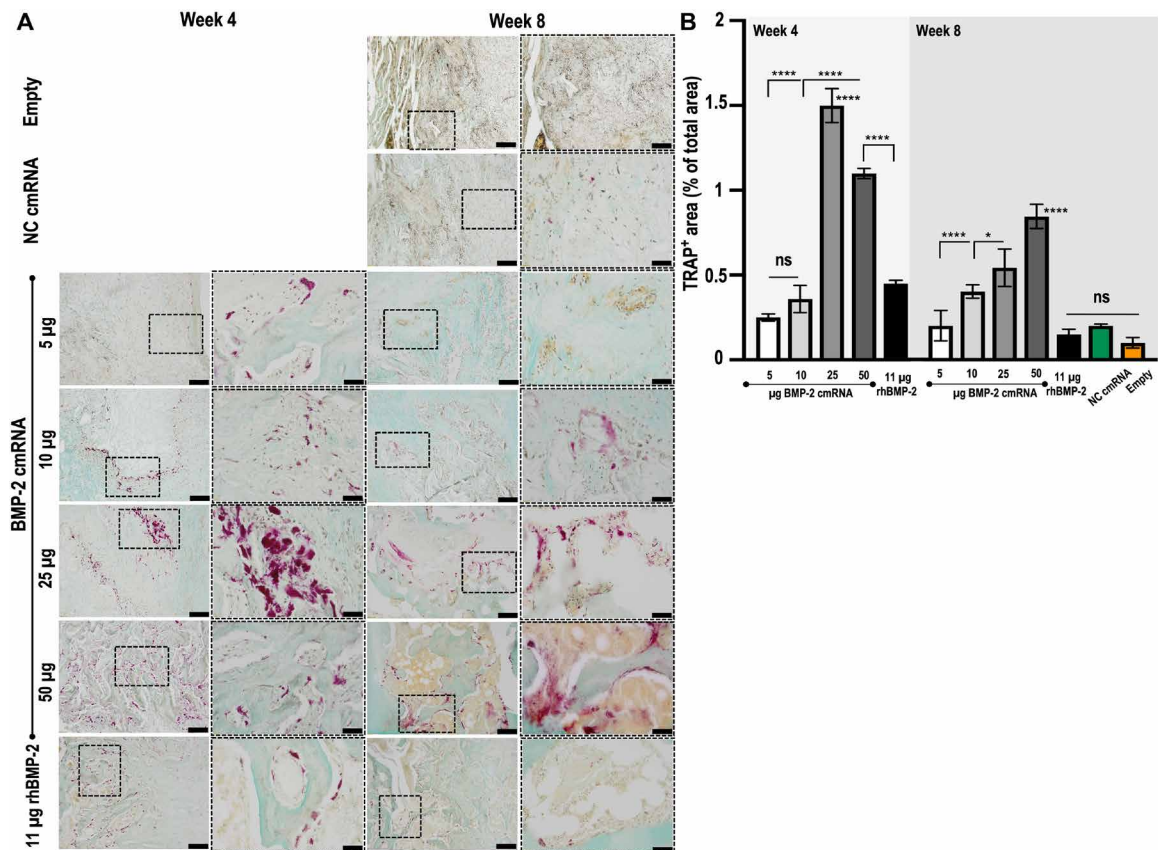 A
Week 4
Week 8
Empty
NC cmRNA
BMP-2 cmRNA
5 µg
10 µg
25 µg
50 µg
11 µg rhBMP-2
B
TRAP⁺ area (% of total area)
2
1.5
1
0.5
0
Week 4
Week 8
**** ****
****
****
ns
****
**** *
ns
5 10 25 50 11 µg rhBMP-2
µg BMP-2 cmRNA
5 10 25 50 11 µg rhBMP-2 NC cmRNA Empty
µg BMP-2 cmRNA